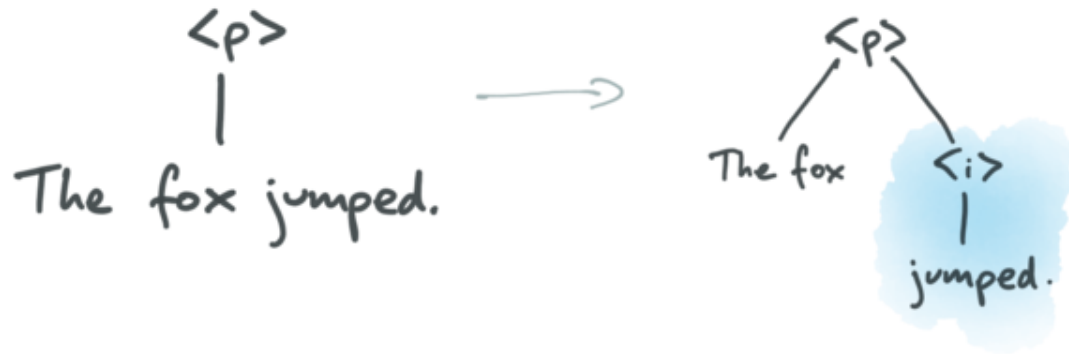 <p>
The fox jumped.
<p>
The fox
<i>
jumped.